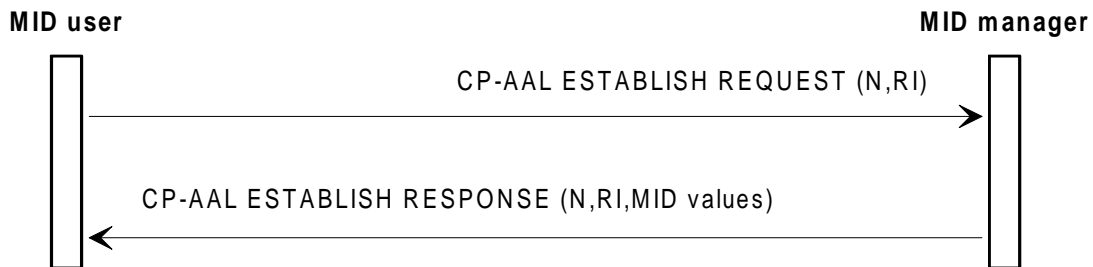 MID user
MID manager
CP-AAL ESTABLISH REQUEST (N,RI)
CP-AAL ESTABLISH RESPONSE (N,RI,MID values)